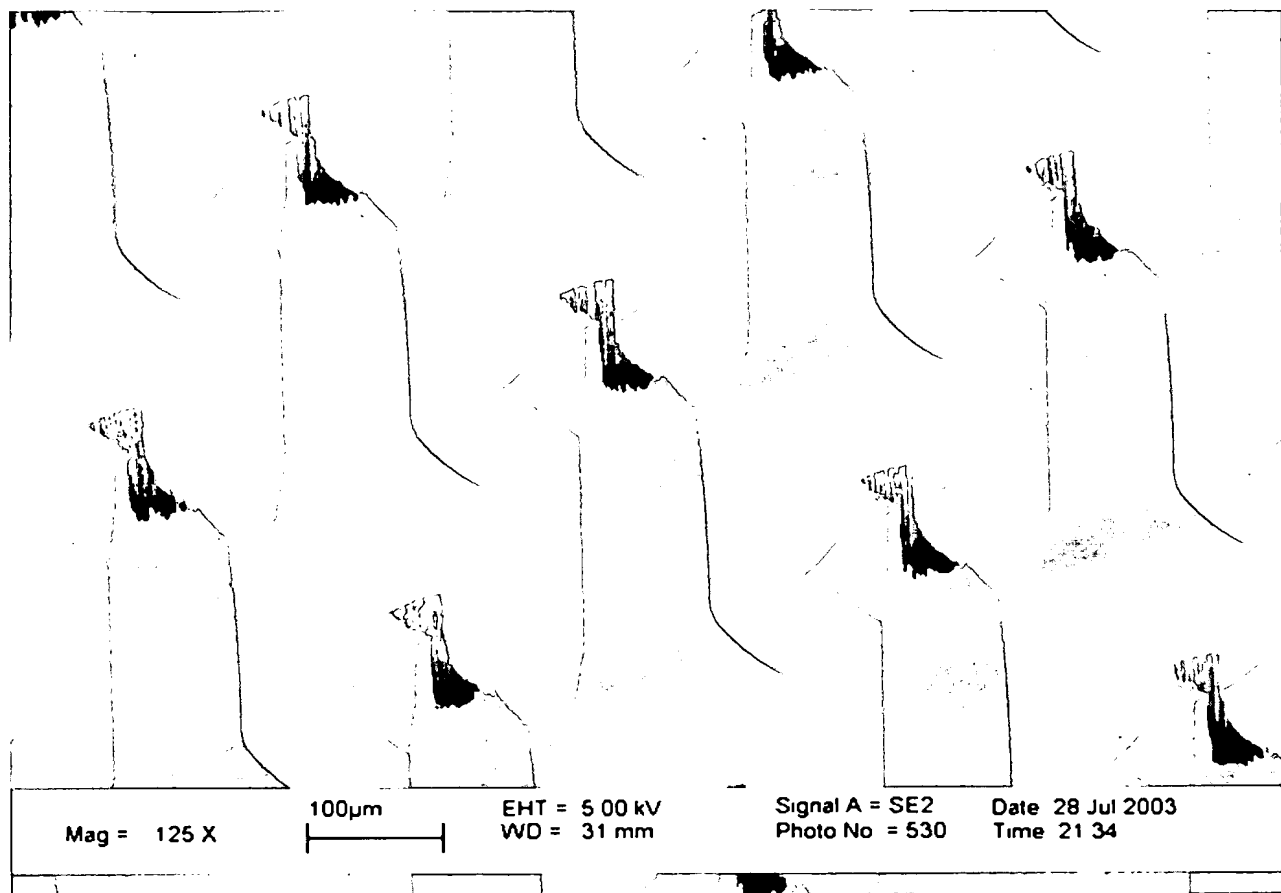 100µm
EHT = 5 00 kV
Signal A = SE2
Date 28 Jul 2003
Mag = 125 X
WD = 31 mm
Photo No = 530
Time 21 34